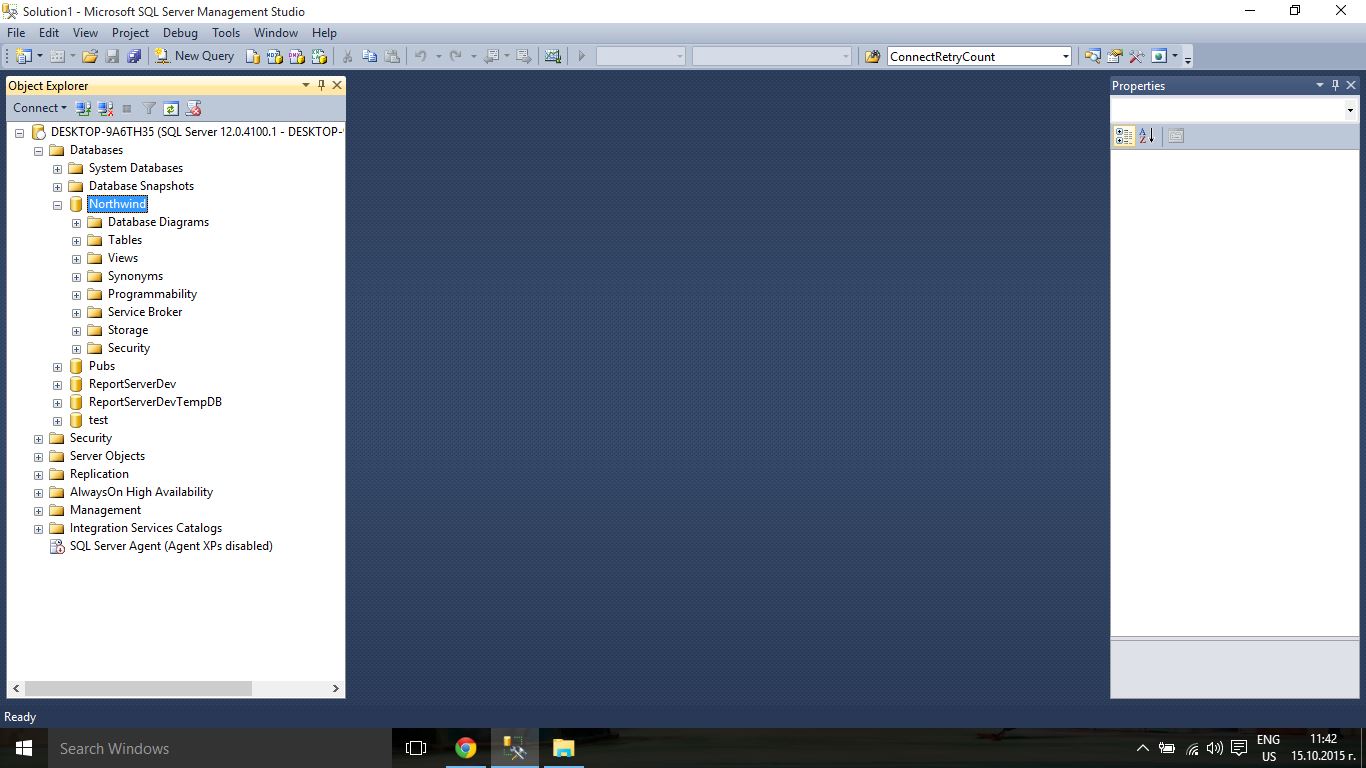 Solution1 - Microsoft SQL Server Management Studio
File Edit View Project Debug Tools Window Help
New Query
ConnectRetryCount
Object Explorer
Connect
DESKTOP-9A6TH35 (SQL Server 12.0.4100.1 - DESKTOP-
Databases
System Databases
Database Snapshots
Northwind
Database Diagrams
Tables
Views
Synonyms
Programmability
Service Broker
Storage
Security
Pubs
ReportServerDev
ReportServerDevTempDB
test
Security
Server Objects
Replication
AlwaysOn High Availability
Management
Integration Services Catalogs
SQL Server Agent (Agent XPs disabled)
Properties
Ready
Search Windows
ENG
US
11:42
15.10.2015 г.